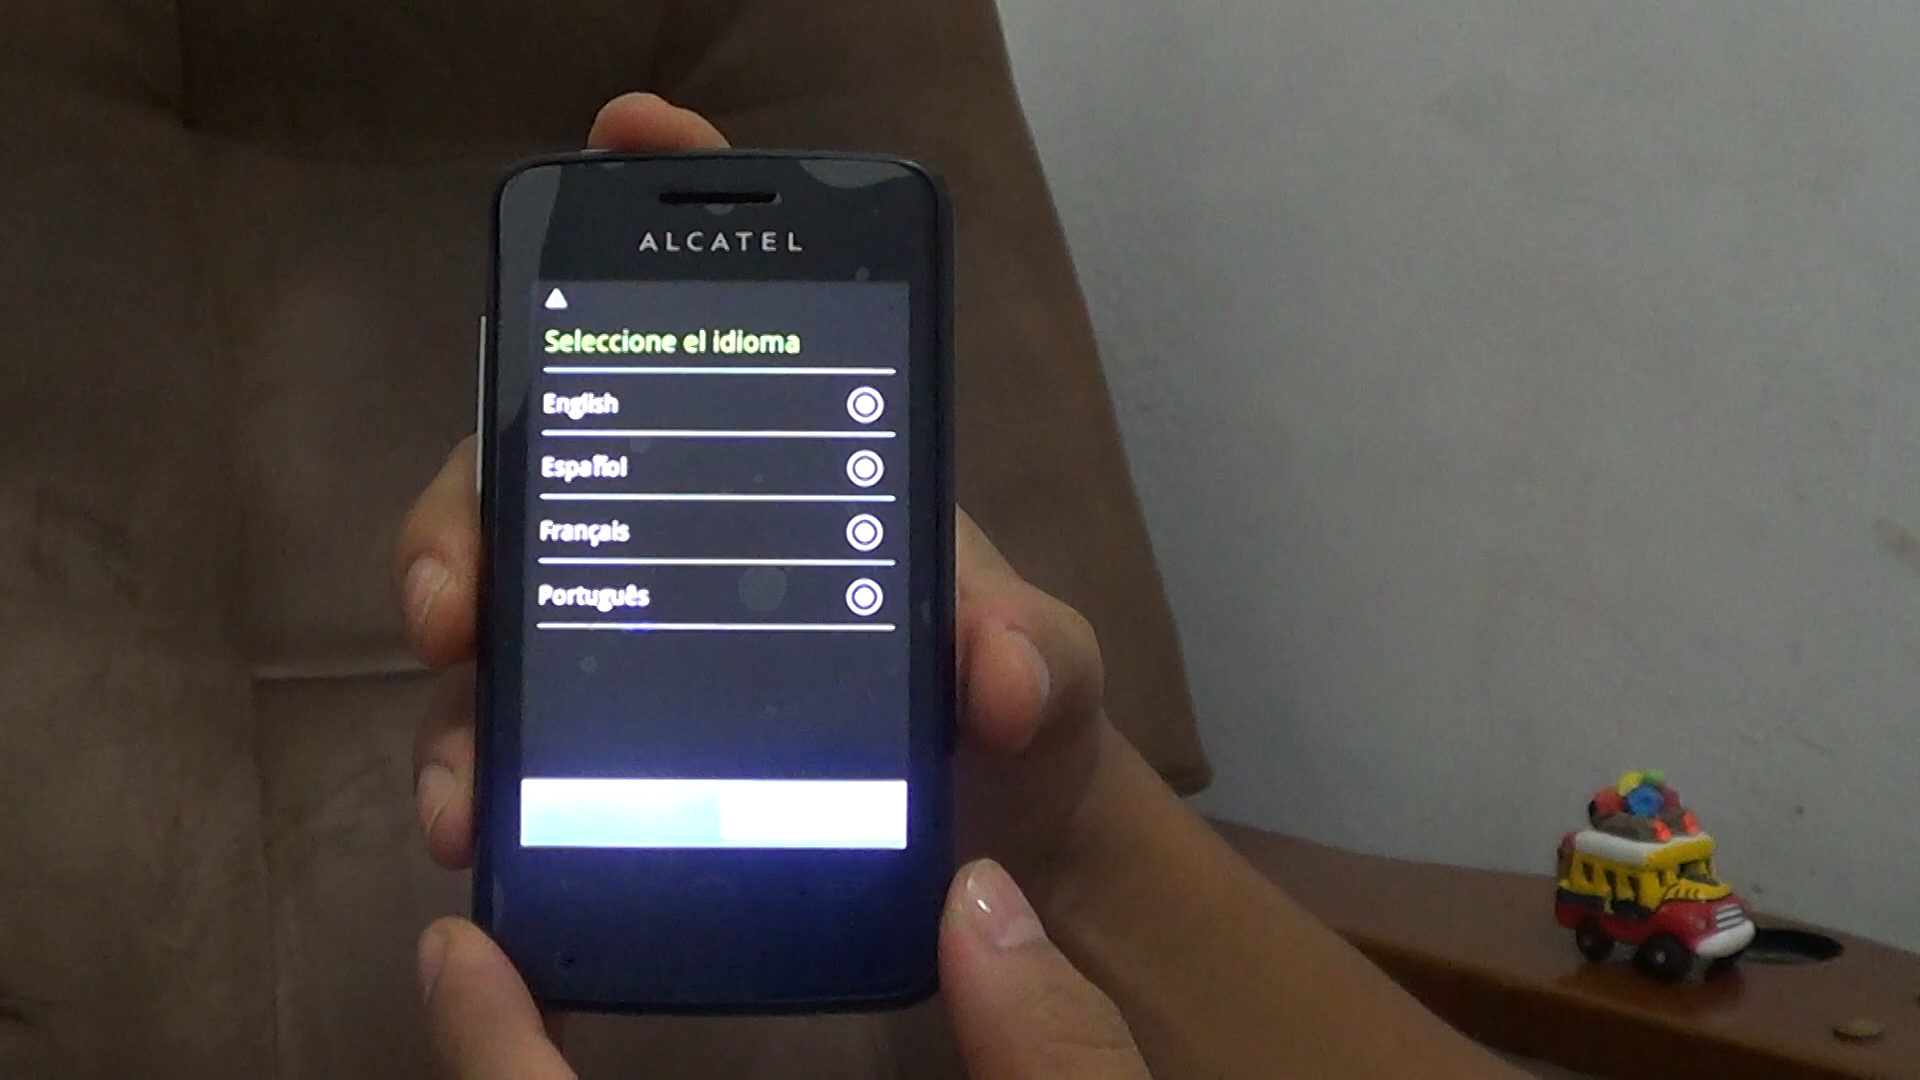 ALCATEL
Seleccione el idioma
English
Español
Français
Português